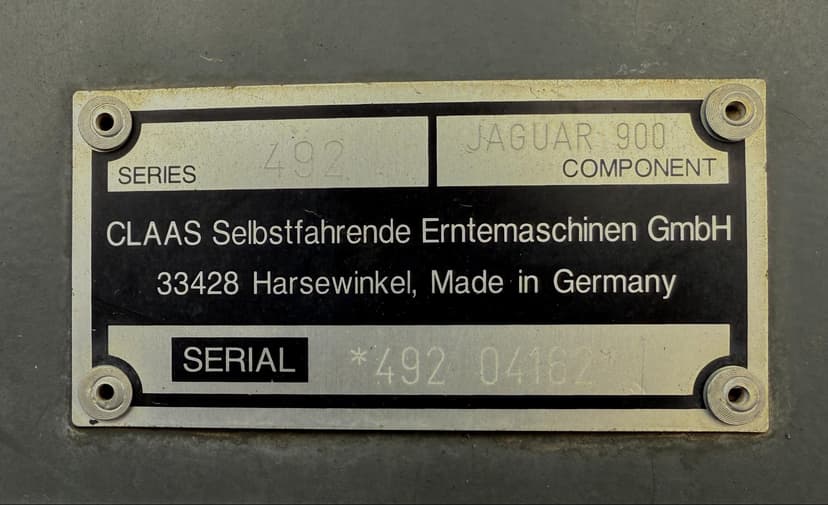 492
SERIES
JAGUAR 900
COMPONENT
CLAAS Selbstfahrende Erntemaschinen GmbH
33428 Harsewinkel, Made in Germany
SERIAL *492 04162*